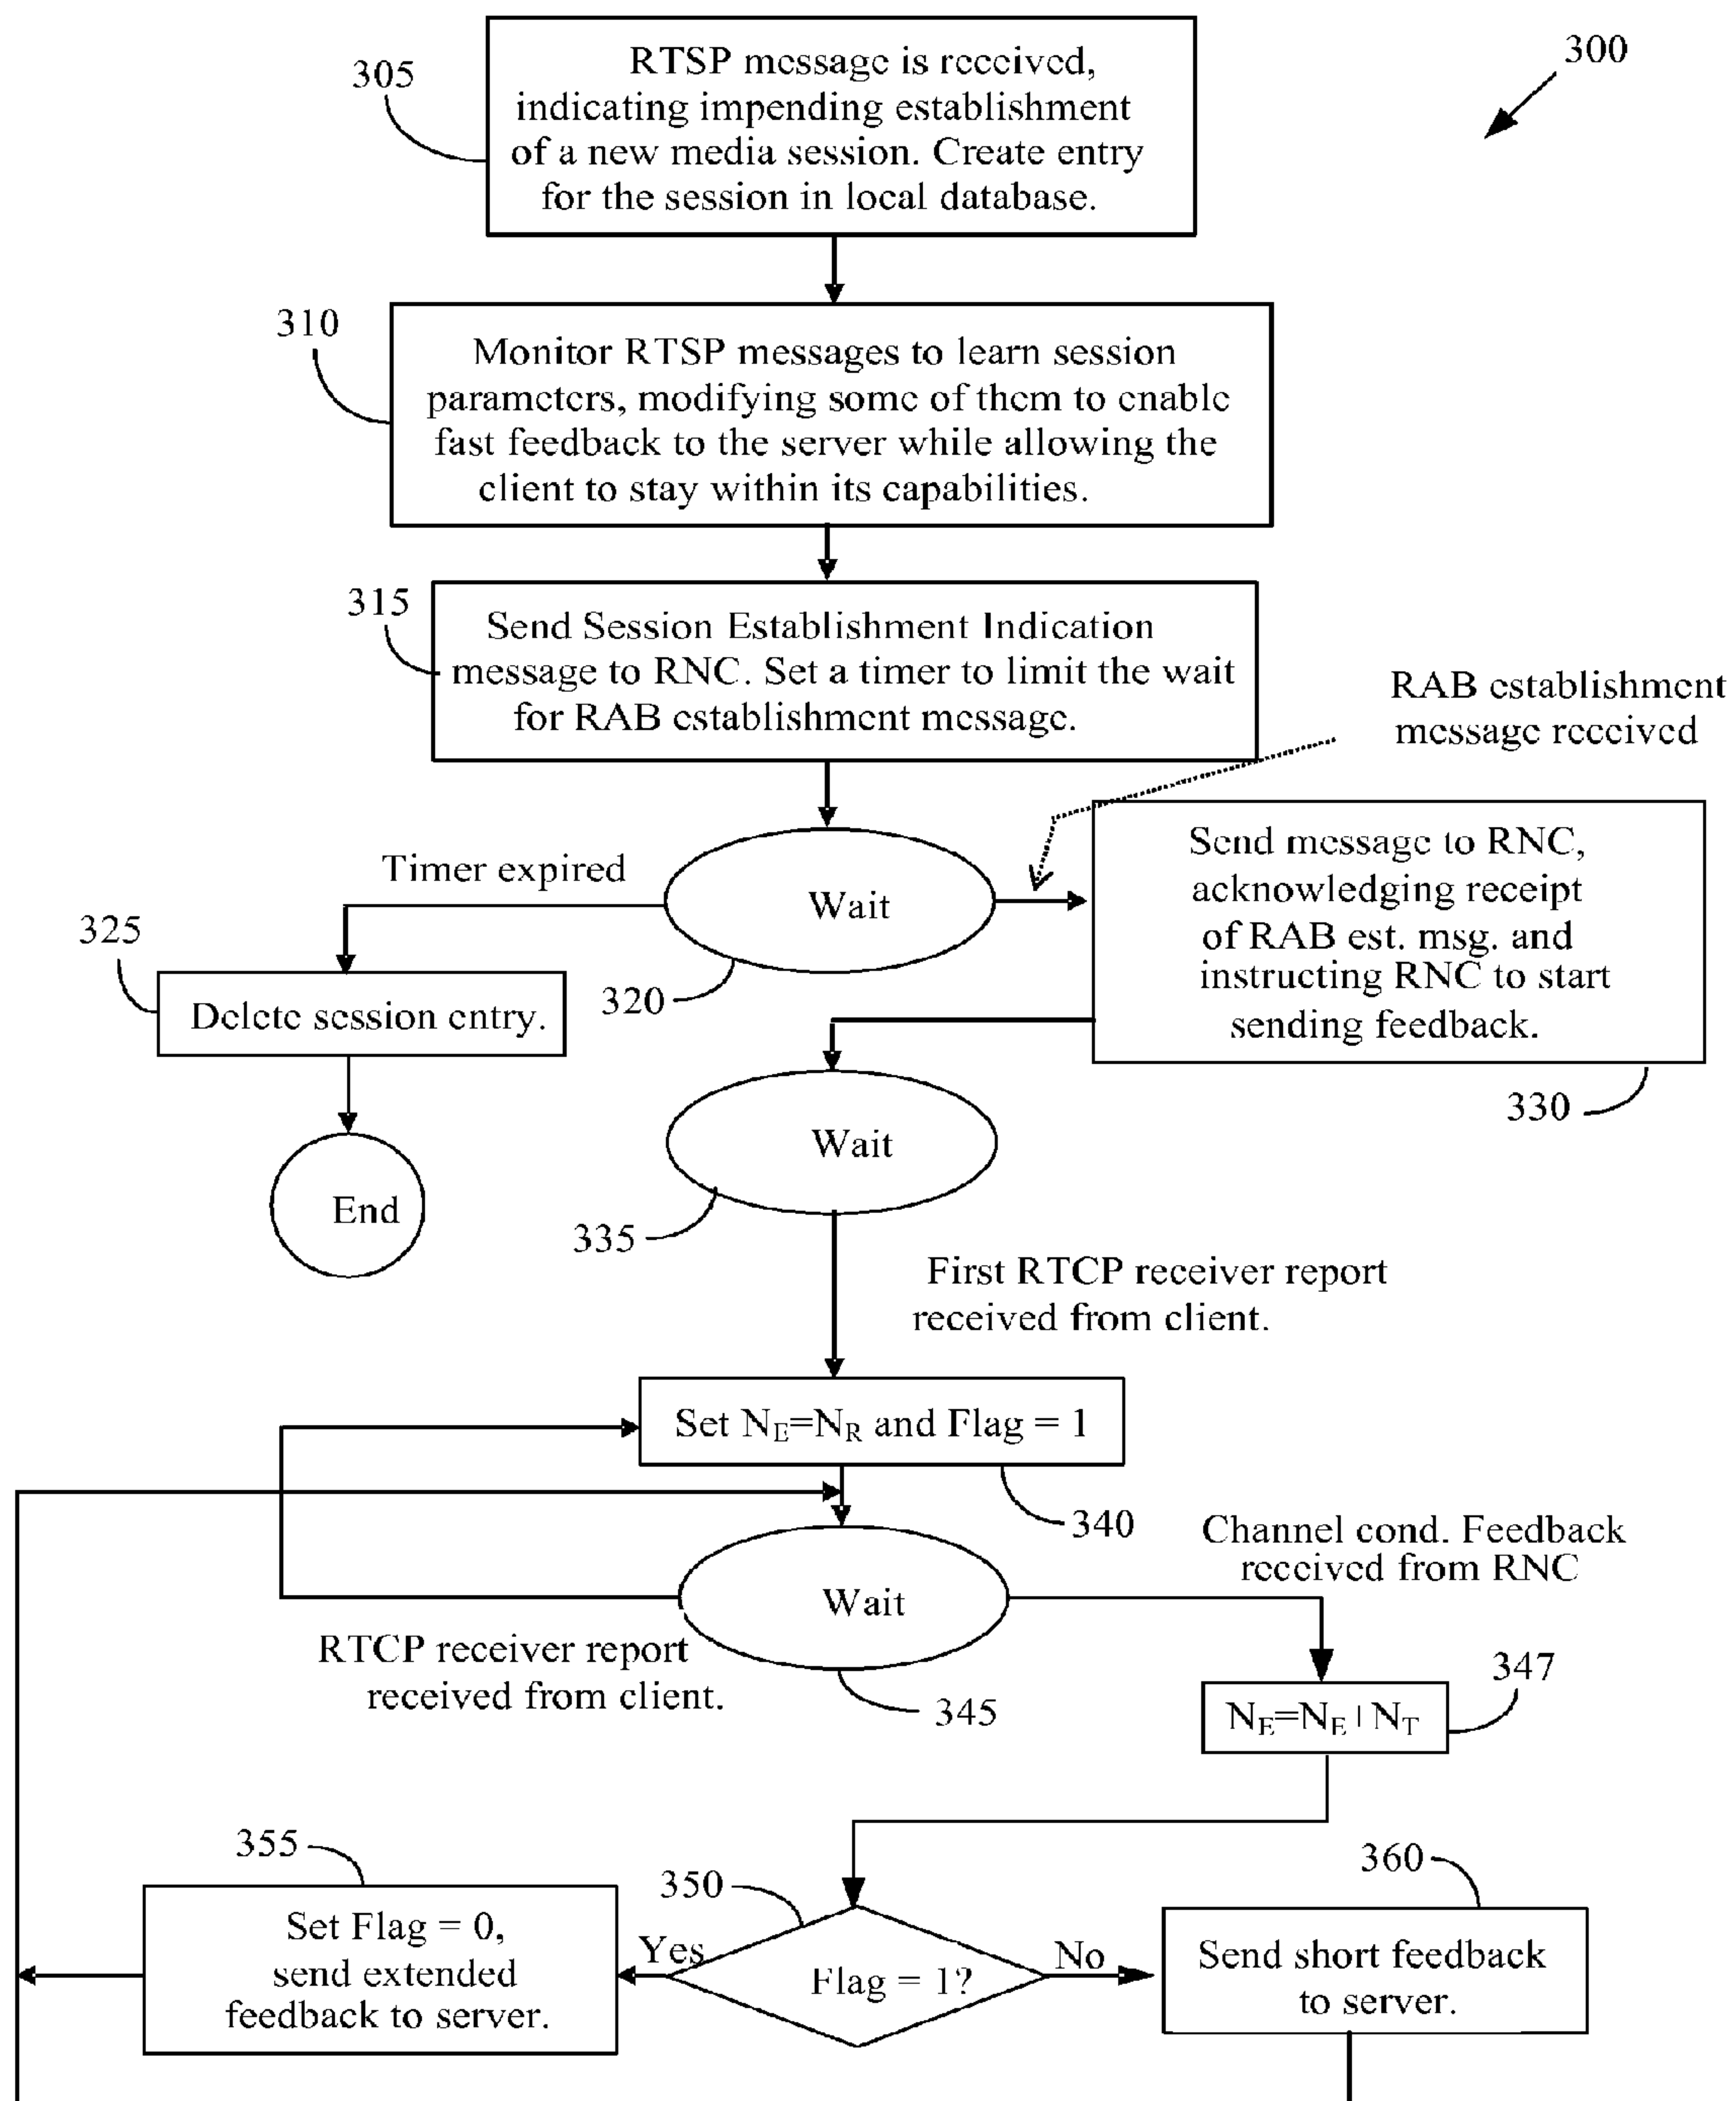 300
305
RTSP message is received,
indicating impending establishment
of a new media session. Create entry
for the session in local database.
310
Monitor RTSP messages to learn session
parameters, modifying some of them to enable
fast feedback to the server while allowing the
client to stay within its capabilities.
315
Send Session Establishment Indication
message to RNC. Set a timer to limit the wait
for RAB establishment message.
RAB establishment
message received
Timer expired
Wait
320
Send message to RNC,
acknowledging receipt
of RAB est. msg. and
instructing RNC to start
sending feedback.
330
325
Delete session entry.
End
Wait
335
First RTCP receiver report
received from client.
Set NE=NR and Flag = 1
340
Channel cond. Feedback
received from RNC
Wait
RTCP receiver report
received from client.
345
347
NE=NE+NT
355
Set Flag = 0,
send extended
feedback to server.
350
Yes
Flag = 1?
No
360
Send short feedback
to server.